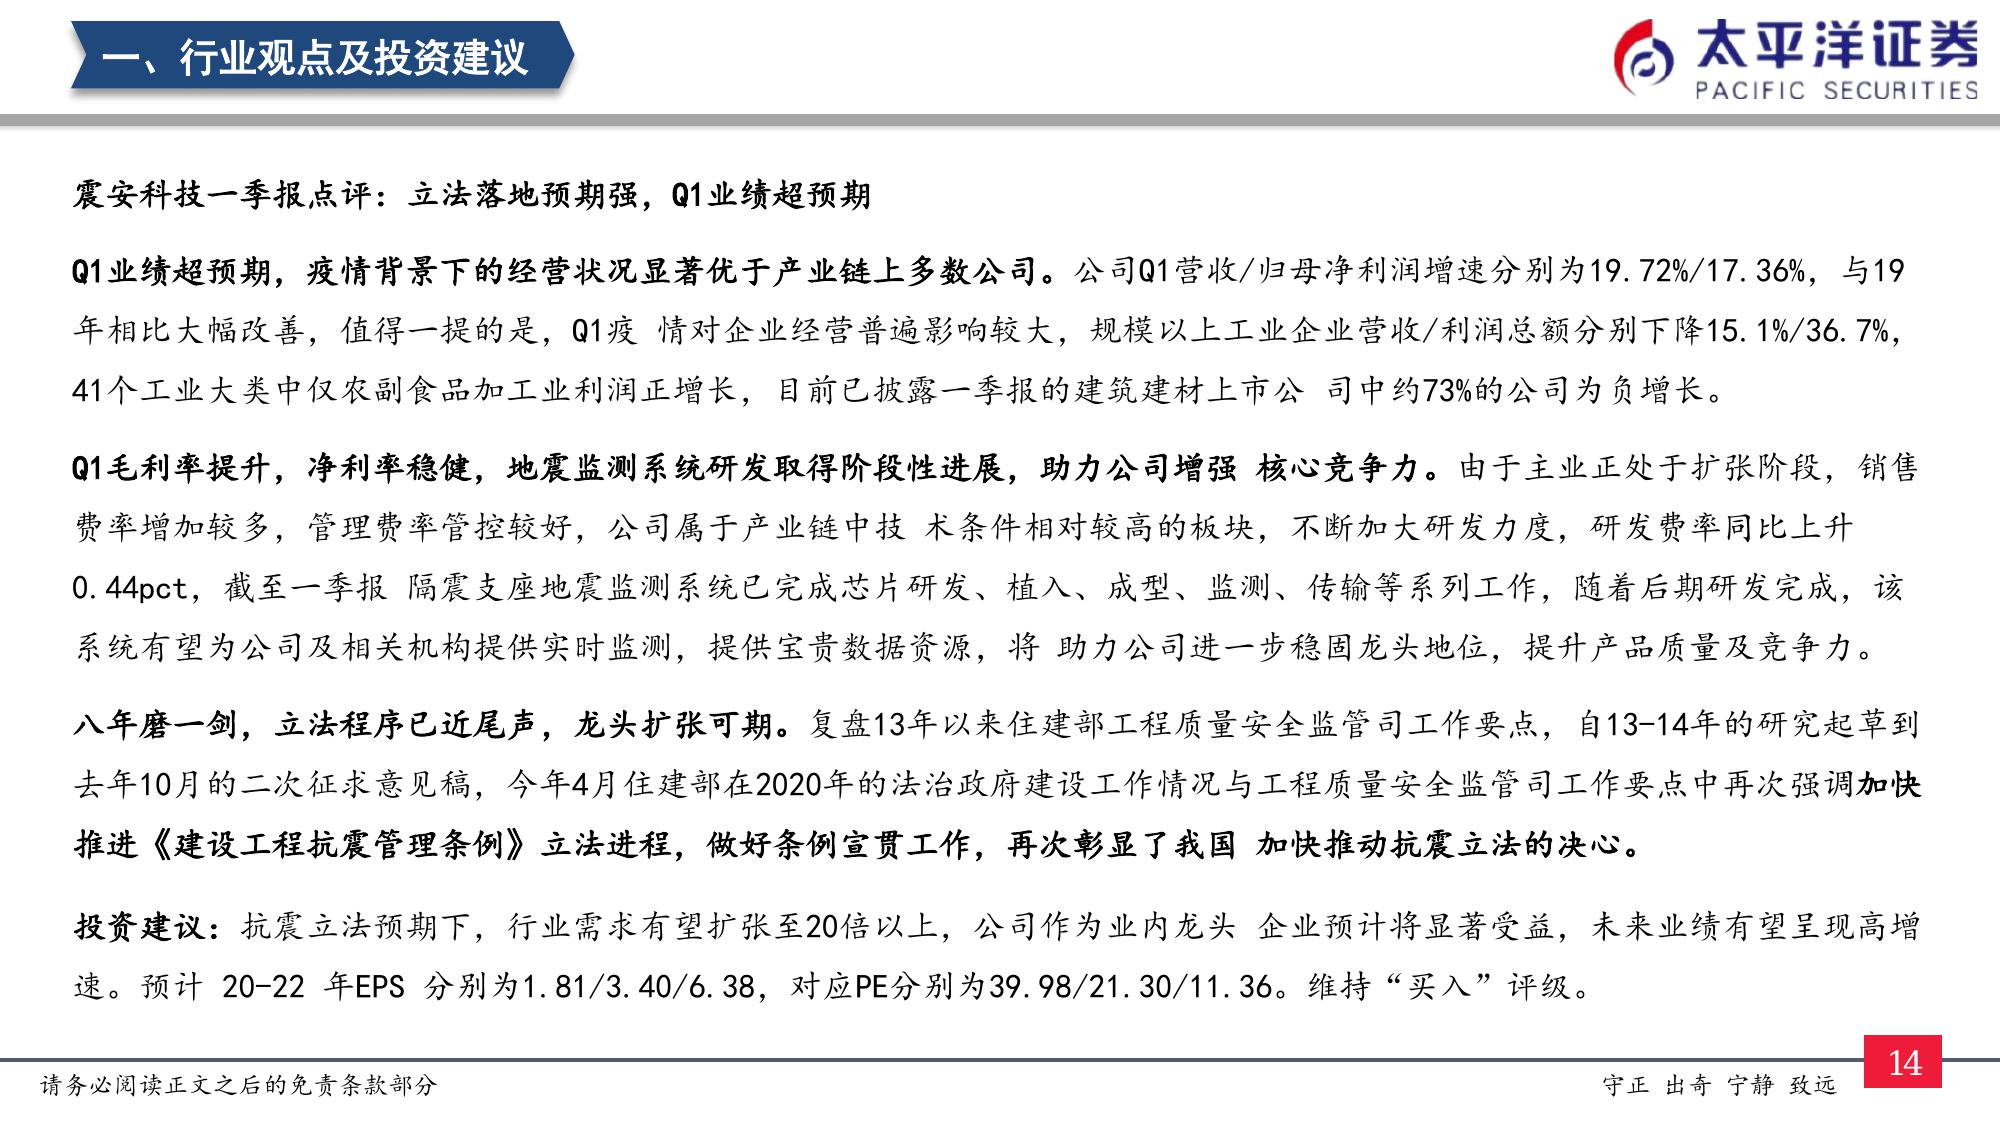 一、行业观点及投资建议
太平洋证券
PACIFIC SECURITIES
震安科技一季报点评：立法落地预期强，Q1业绩超预期
Q1业绩超预期，疫情背景下的经营状况显著优于产业链上多数公司。公司Q1营收/归母净利润增速分别为19.72%/17.36%，与19
年相比大幅改善，值得一提的是，Q1疫 情对企业经营普遍影响较大，规模以上工业企业营收/利润总额分别下降15.1%/36.7%，
41个工业大类中仅农副食品加工业利润正增长，目前已披露一季报的建筑建材上市公 司中约73%的公司为负增长。
Q1毛利率提升，净利率稳健，地震监测系统研发取得阶段性进展，助力公司增强 核心竞争力。由于主业正处于扩张阶段，销售
费率增加较多，管理费率管控较好，公司属于产业链中技 术条件相对较高的板块，不断加大研发力度，研发费率同比上升
0.44pct，截至一季报 隔震支座地震监测系统已完成芯片研发、植入、成型、监测、传输等系列工作，随着后期研发完成，该
系统有望为公司及相关机构提供实时监测，提供宝贵数据资源，将 助力公司进一步稳固龙头地位，提升产品质量及竞争力。
八年磨一剑，立法程序已近尾声，龙头扩张可期。复盘13年以来住建部工程质量安全监管司工作要点，自13-14年的研究起草到
去年10月的二次征求意见稿，今年4月住建部在2020年的法治政府建设工作情况与工程质量安全监管司工作要点中再次强调加快
推进《建设工程抗震管理条例》立法进程，做好条例宣贯工作，再次彰显了我国 加快推动抗震立法的决心。
投资建议：抗震立法预期下，行业需求有望扩张至20倍以上，公司作为业内龙头 企业预计将显著受益，未来业绩有望呈现高增
速。预计 20-22 年EPS 分别为1.81/3.40/6.38，对应PE分别为39.98/21.30/11.36。维持“买入”评级。
请务必阅读正文之后的免责条款部分
守正 出奇 宁静 致远
14